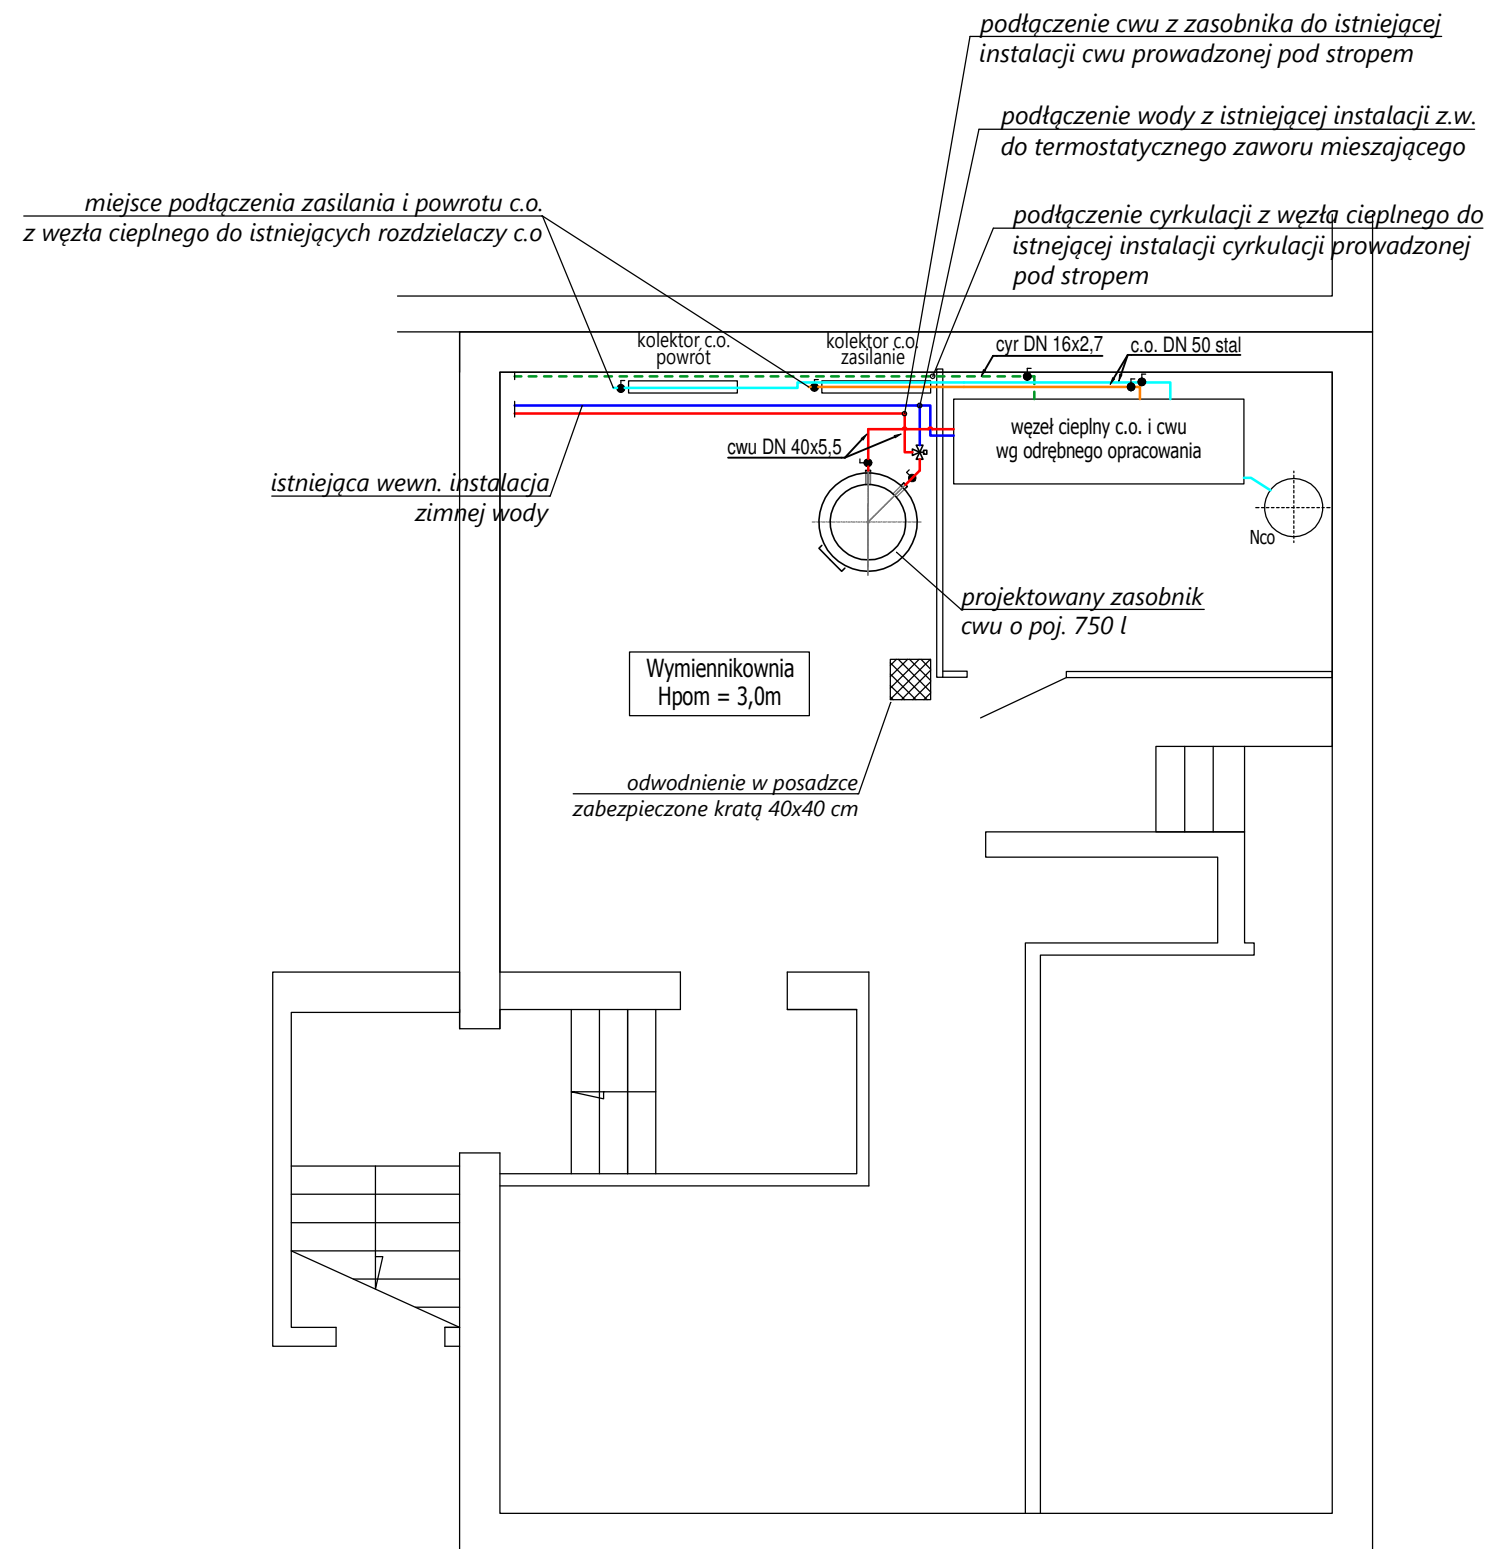 podłączenie cwu z zasobnika do istniejącej
instalacji cwu prowadzonej pod stropem
podłączenie wody z istniejącej instalacji z.w.
do termostatycznego zaworu mieszającego
miejsce podłączenia zasilania i powrotu c.o.
z węzła cieplnego do istniejących rozdzielaczy c.o
podłączenie cyrkulacji z węzła cieplnego do
istnejącej instalacji cyrkulacji prowadzonej
pod stropem
kolektor c.o.
powrót
kolektor c.o.
zasilanie
cyr DN 16x2,7
c.o. DN 50 stal
węzeł cieplny c.o. i cwu
wg odrębnego opracowania
cwu DN 40x5,5
istniejąca wewn. instalacja
zimnej wody
Nco
projektowany zasobnik
cwu o poj. 750 l
Wymiennikownia
Hpom = 3,0m
odwodnienie w posadzce
zabezpieczone kratą 40x40 cm